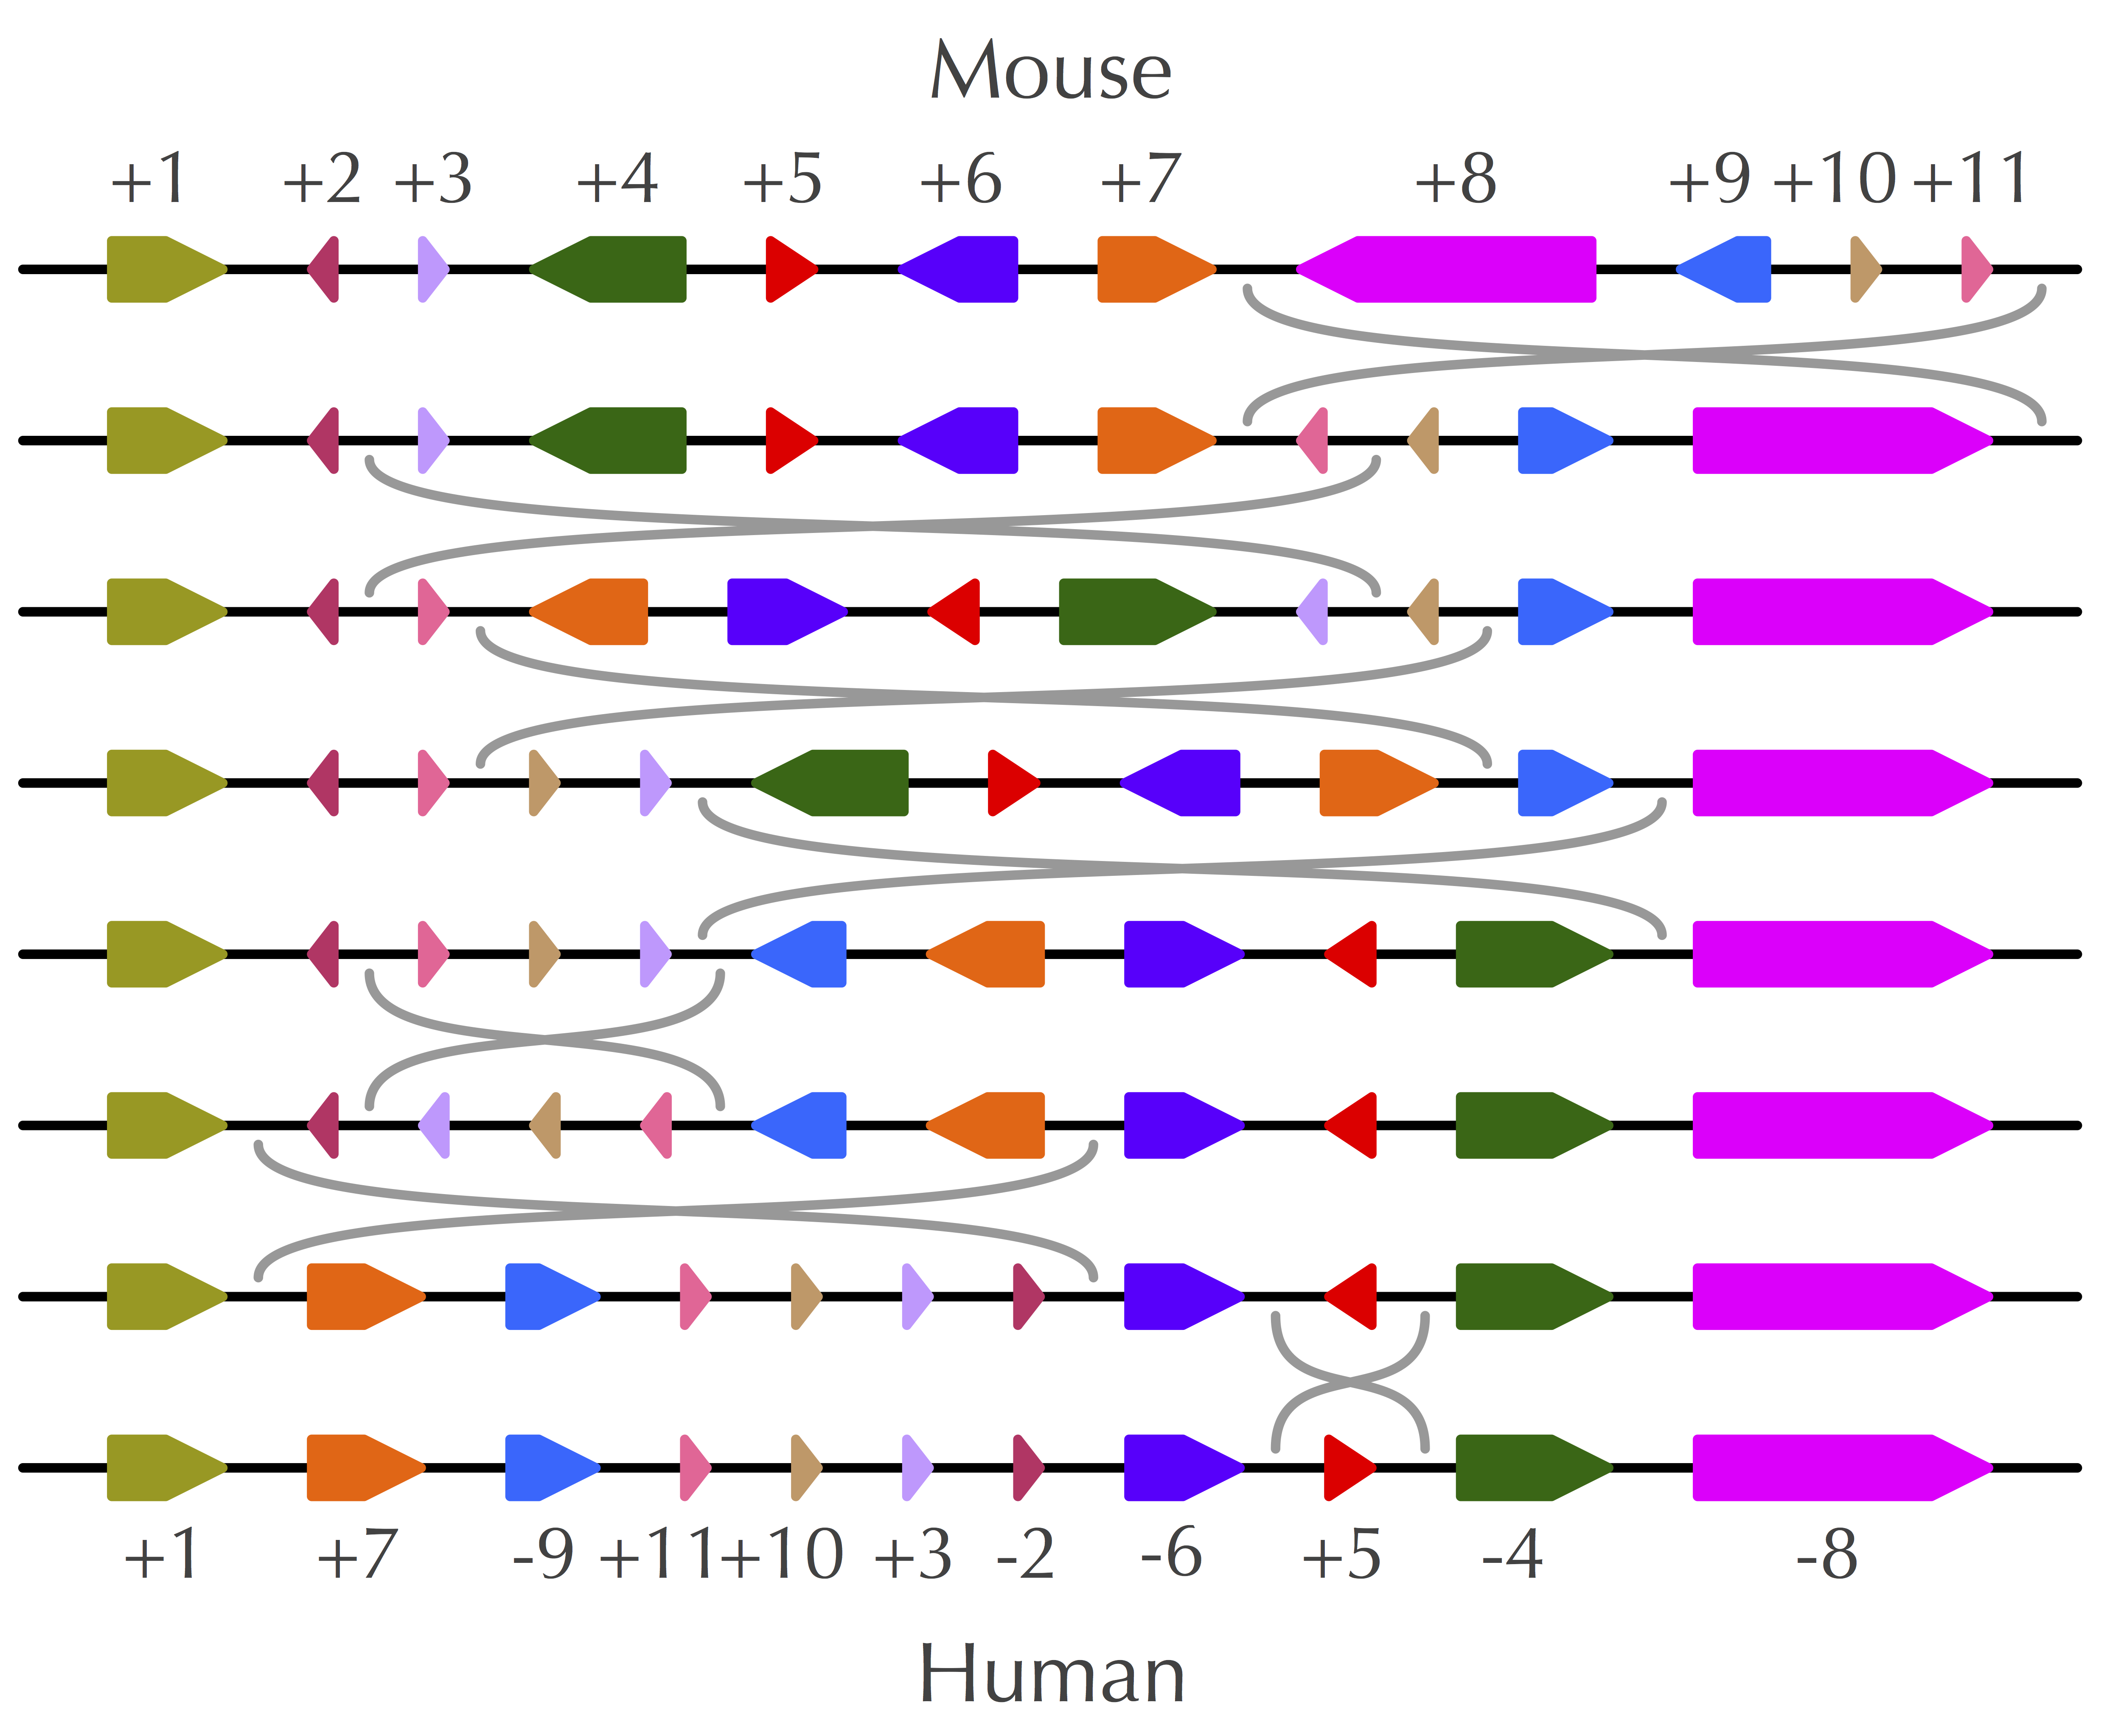 Mouse
+1 +2 +3 +4 +5 +6 +7 +8 +9 +10 +11
+1 +7 -9 +11 +10 +3 -2 -6 +5 -4 -8
Human